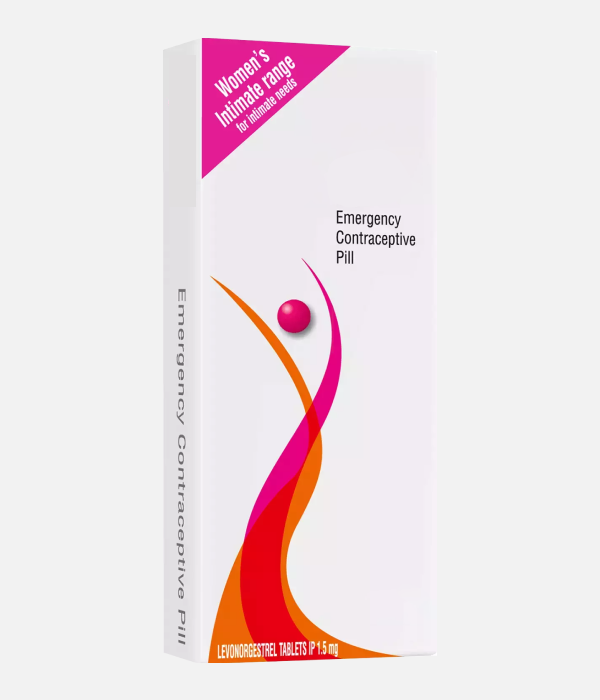 Women's
Intimate range
for intimate needs
Emergency
Contraceptive
Pill
Emergency Contraceptive Pill
LEVONORGESTREL TABLETS IP 1.5 mg